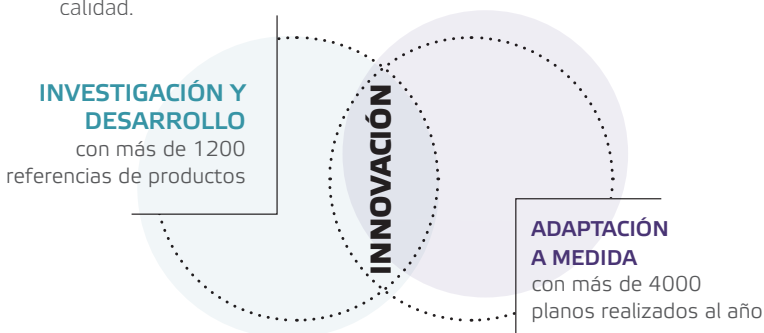 calidad.
INVESTIGACIÓN Y
DESARROLLO
con más de 1200
referencias de productos
INNOVACIÓN
ADAPTACIÓN
A MEDIDA
con más de 4000
planos realizados al año